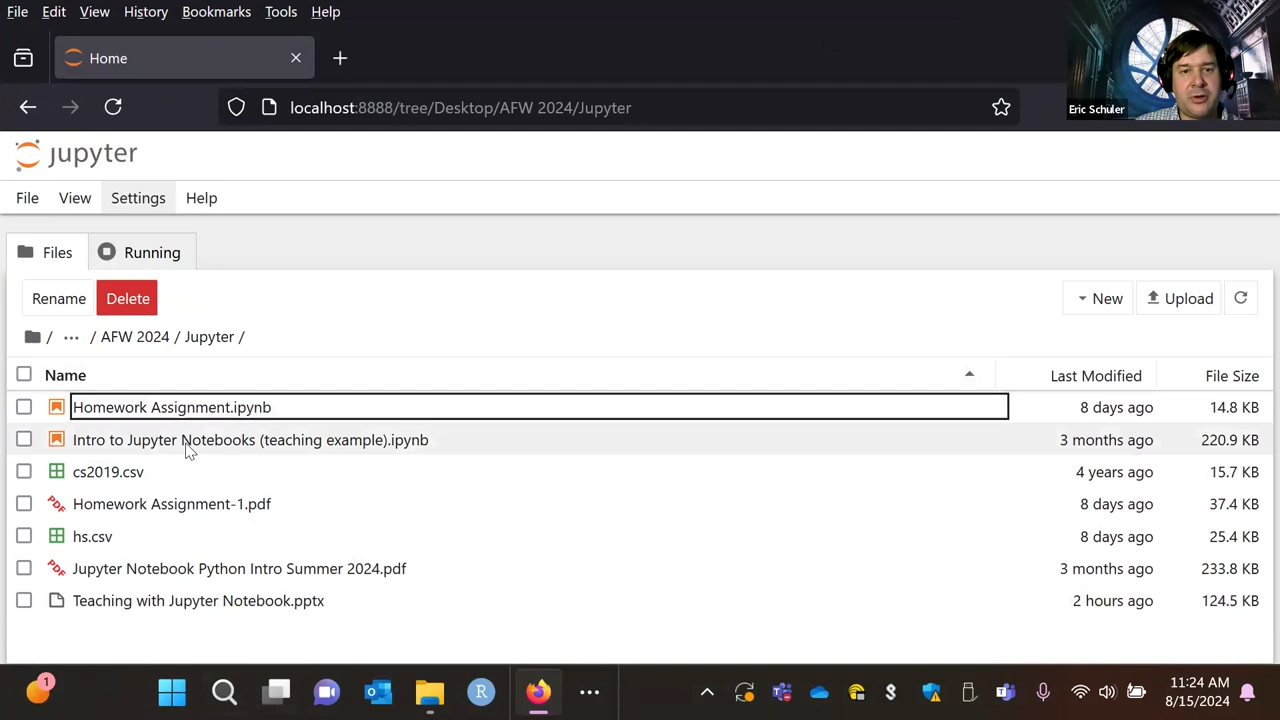 File Edit View History Bookmarks Tools Help
Home
localhost:8888/tree/Desktop/AFW 2024/Jupyter
Eric Schuler
jupyter
File View Settings Help
Files Running
Rename Delete New Upload
/ ... / AFW 2024 / Jupyter /
Name Last Modified File Size
Homework Assignment.ipynb 8 days ago 14.8 KB
Intro to Jupyter Notebooks (teaching example).ipynb 3 months ago 220.9 KB
cs2019.csv 4 years ago 15.7 KB
PDF Homework Assignment-1.pdf 8 days ago 37.4 KB
hs.csv 8 days ago 25.4 KB
PDF Jupyter Notebook Python Intro Summer 2024.pdf 3 months ago 233.8 KB
Teaching with Jupyter Notebook.pptx 2 hours ago 124.5 KB
1 R 11:24 AM
8/15/2024